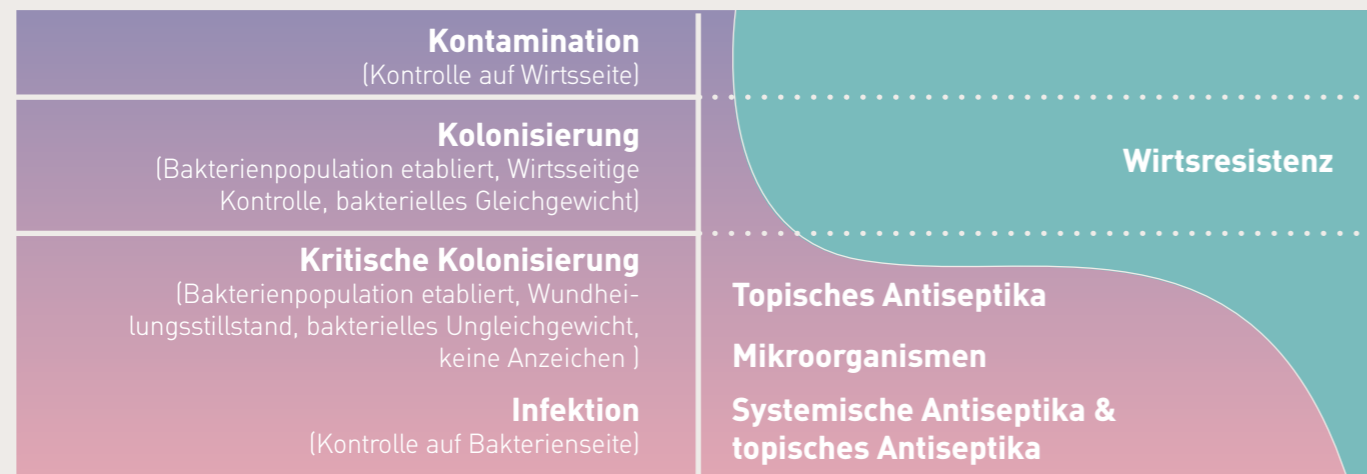 Kontamination
(Kontrolle auf Wirtsseite)
Kolonisierung
(Bakterienpopulation etabliert, Wirtsseitige
Kontrolle, bakterielles Gleichgewicht)
Wirtsresistenz
Kritische Kolonisierung
(Bakterienpopulation etabliert, Wundhei-
lungsstillstand, bakterielles Ungleichgewicht,
keine Anzeichen )
Infektion
(Kontrolle auf Bakterienseite)
Topisches Antiseptika
Mikroorganismen
Systemische Antiseptika &
topisches Antiseptika